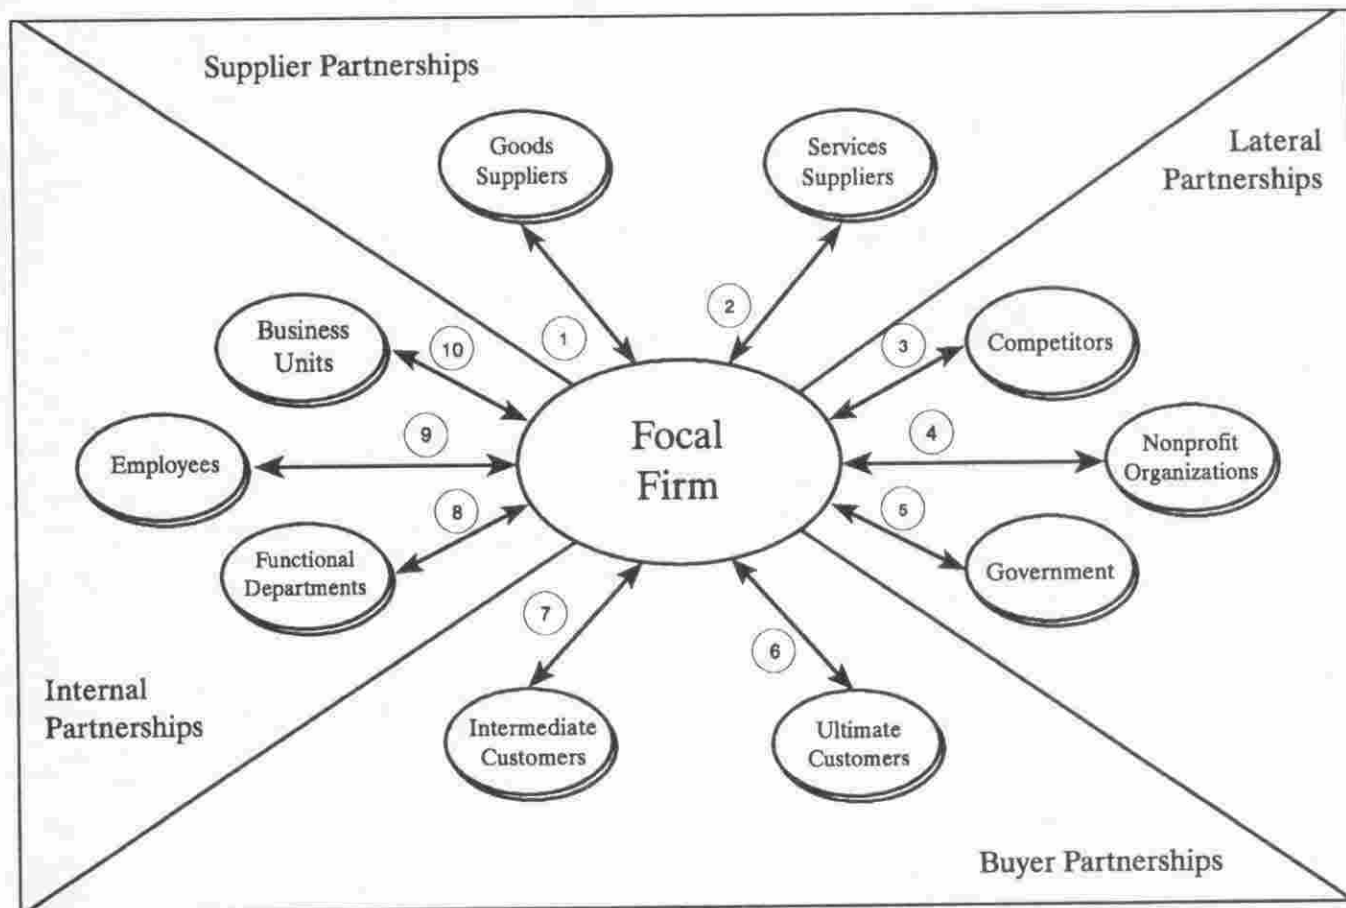 Supplier Partnerships
Goods
Suppliers
Services
Suppliers
Lateral
Partnerships
1
2
3
Competitors
Business
Units
10
Focal
Firm
4
Nonprofit
Organizations
Employees
9
5
Government
8
Functional
Departments
7
6
Internal
Partnerships
Intermediate
Customers
Ultimate
Customers
Buyer Partnerships